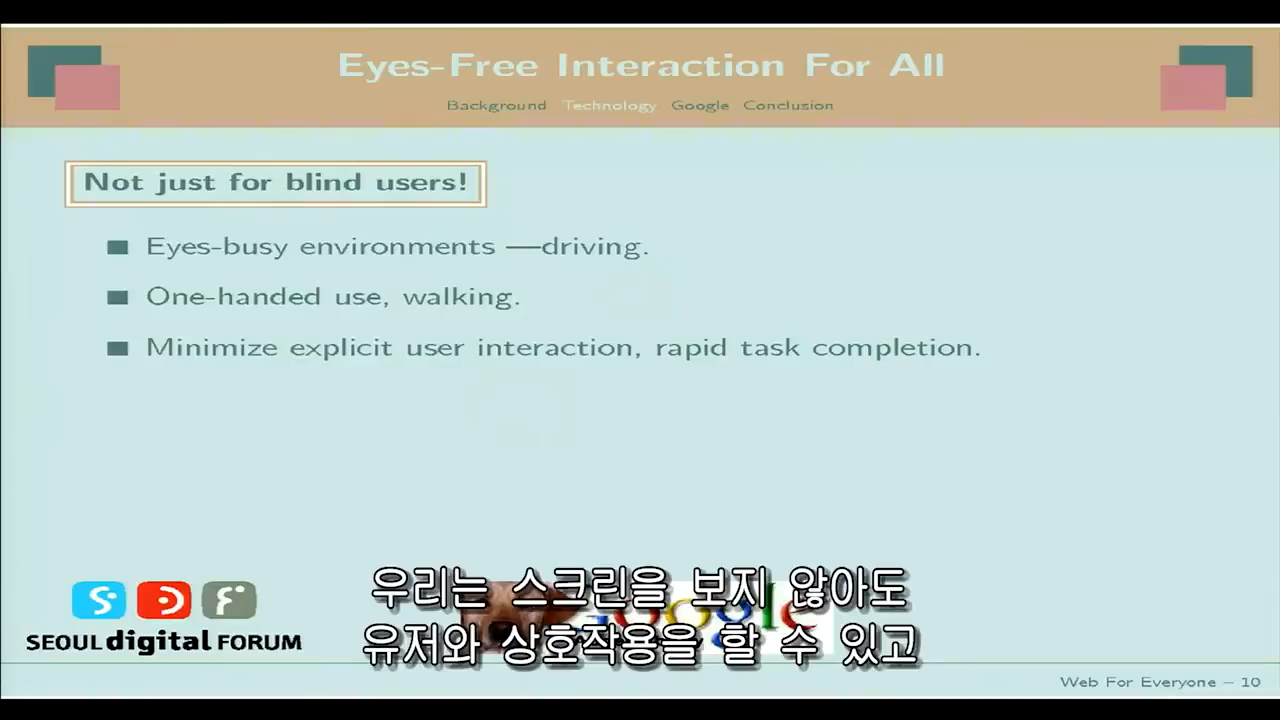 Eyes-Free Interaction For All
Background Technology Google Conclusion
Not just for blind users!
Eyes-busy environments —driving.
One-handed use, walking.
Minimize explicit user interaction, rapid task completion.
SDF
SEOUL digital FORUM
Google
우리는 스크린을 보지 않아도
유저와 상호작용을 할 수 있고
Web For Everyone – 10